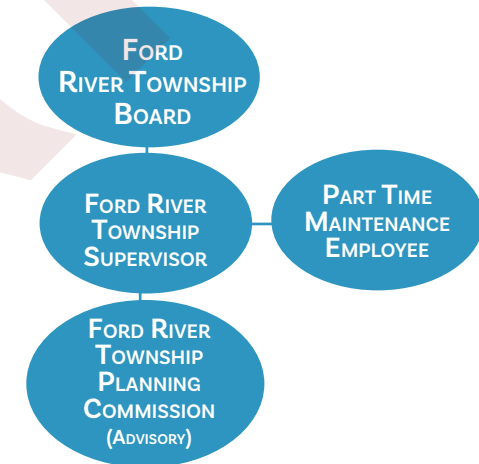 Ford
River Township
Board
Ford River
Township
Supervisor
Part Time
Maintenance
Employee
Ford River
Township
Planning
Commission
(Advisory)